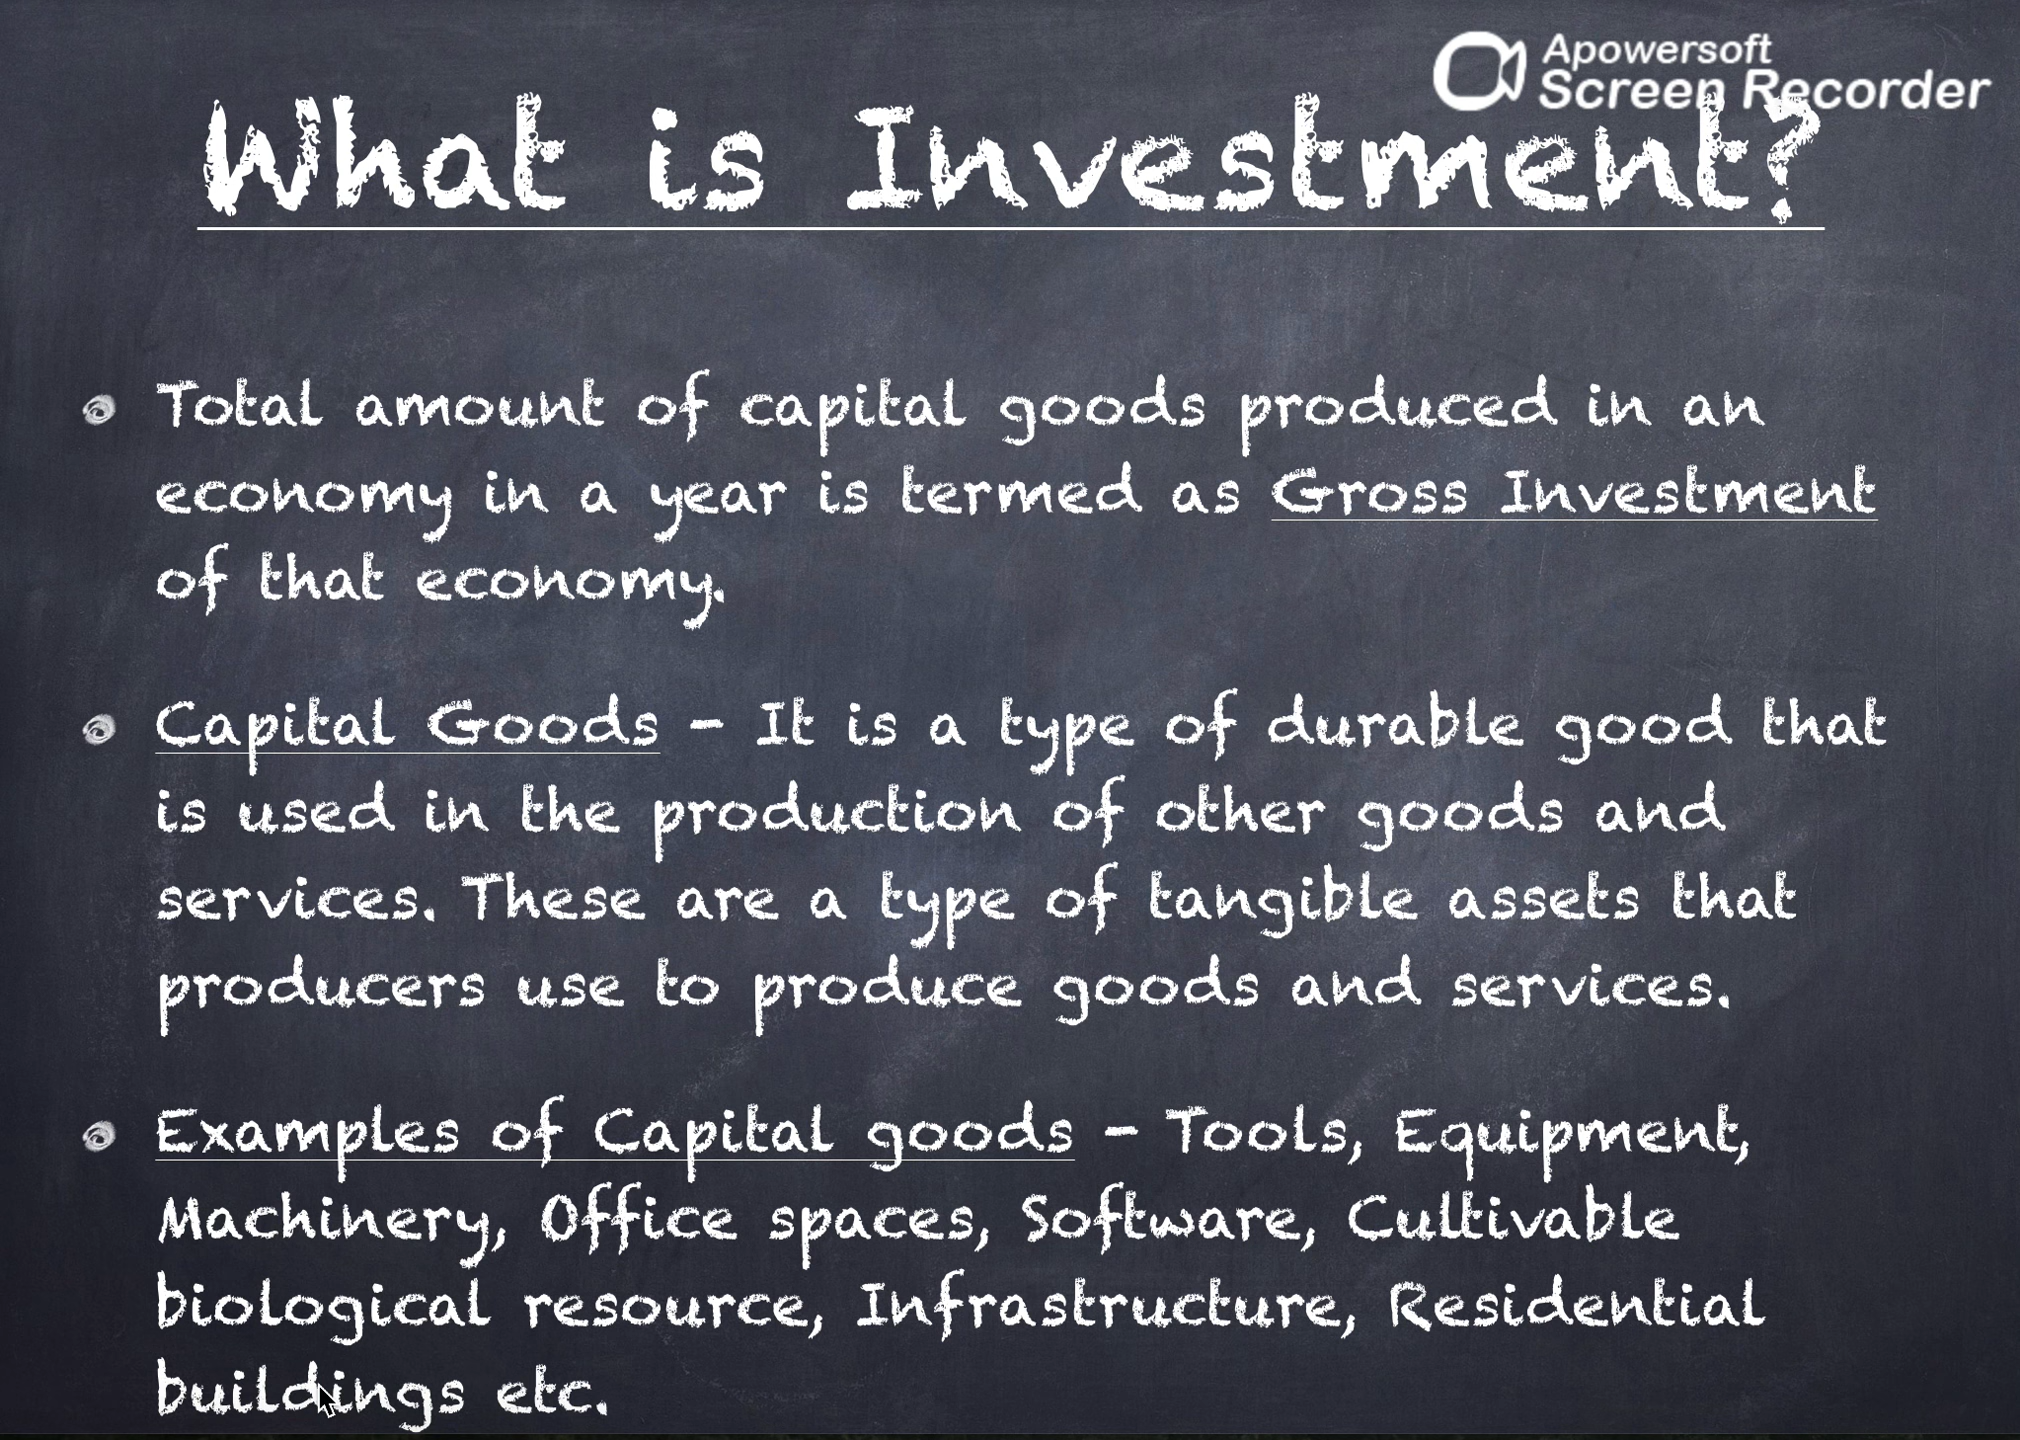 Apowersoft
Screen Recorder
What is Investment?
Total amount of capital goods produced in an
economy in a year is termed as Gross Investment
of that economy.
Capital Goods - It is a type of durable good that
is used in the production of other goods and
services. These are a type of tangible assets that
producers use to produce goods and services.
Examples of Capital goods - Tools, Equipment,
Machinery, Office spaces, Software, Cultivable
biological resource, Infrastructure, Residential
buildings etc.